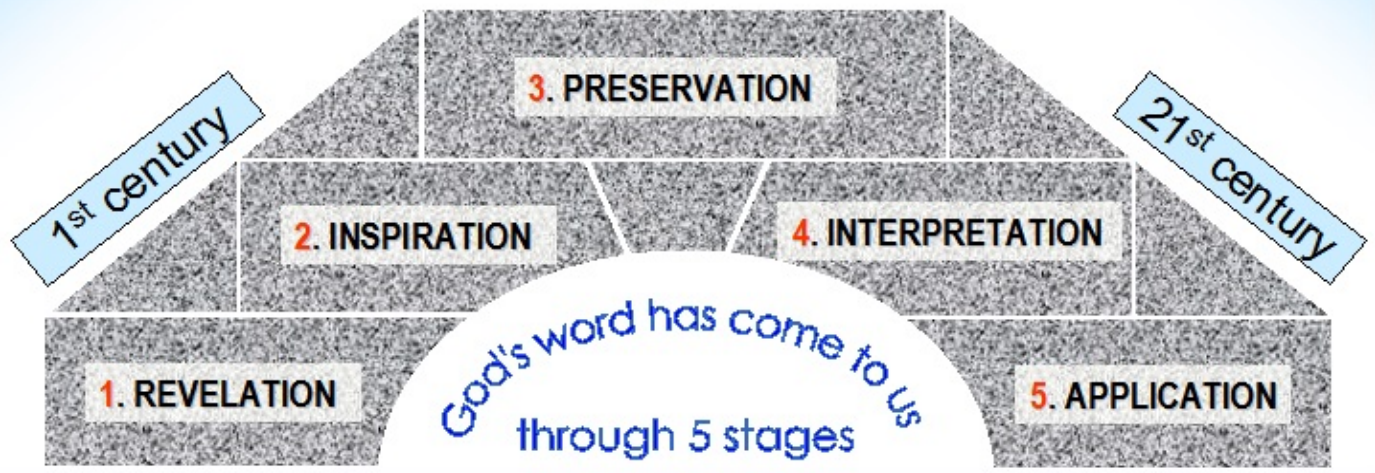 3. PRESERVATION
1st century
21st century
2. INSPIRATION
4. INTERPRETATION
God's word has come to us
through 5 stages
1. REVELATION
5. APPLICATION